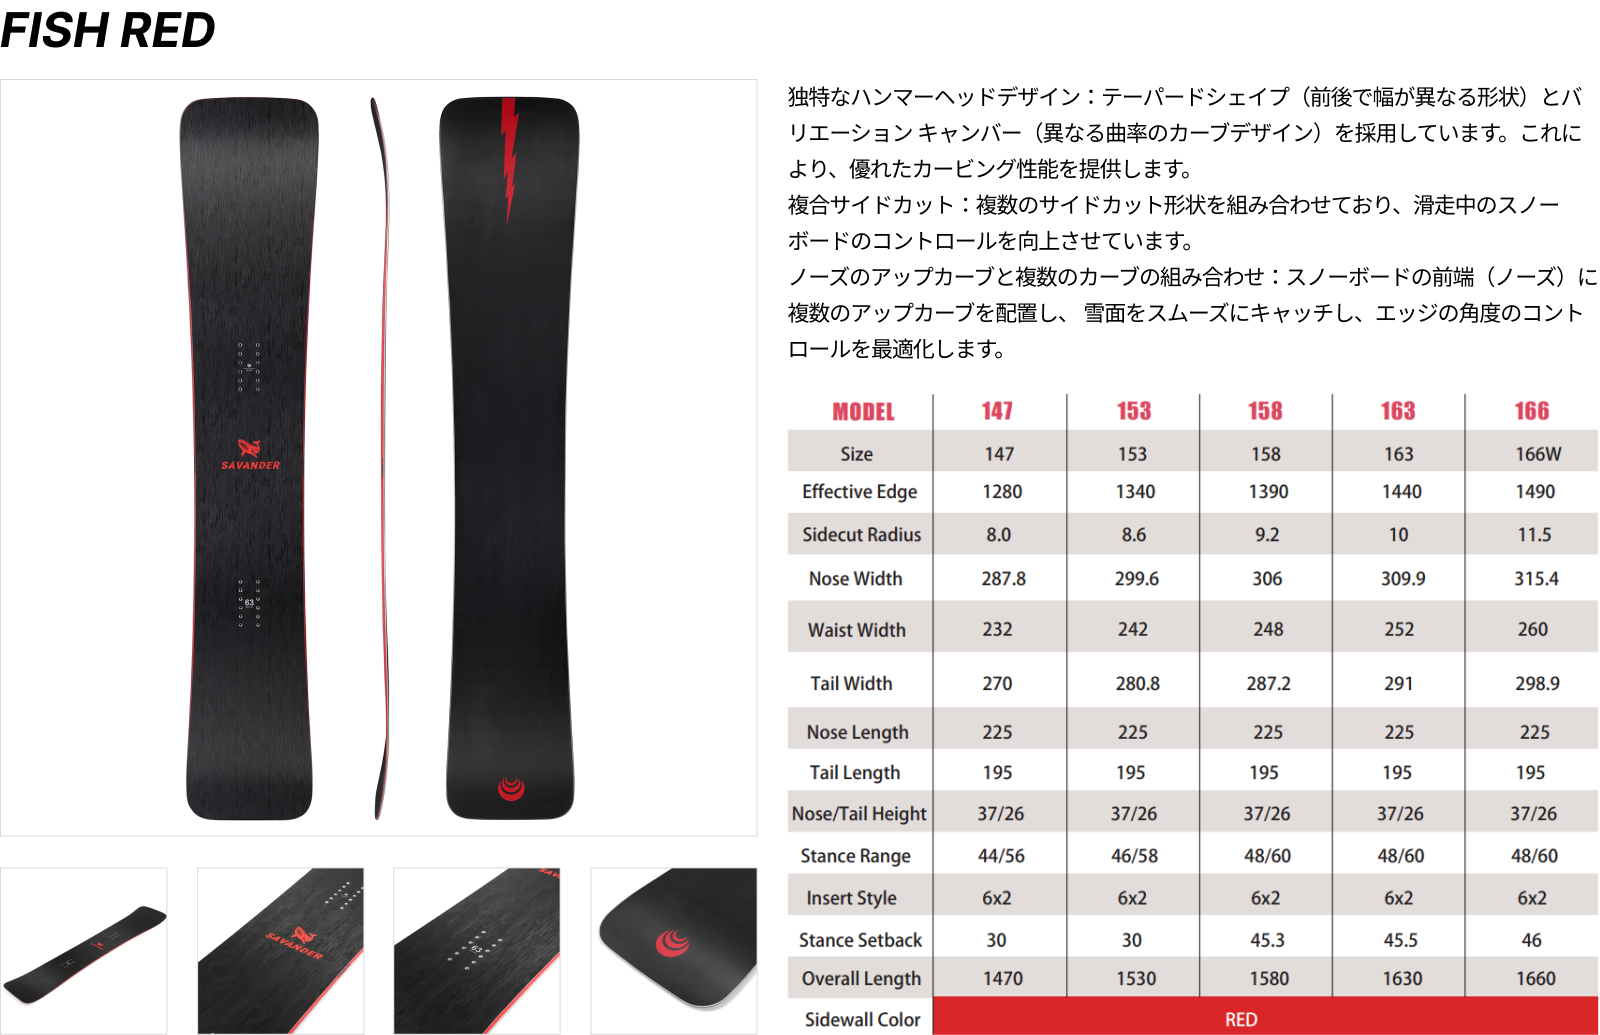 FISH RED
独特なハンマーヘッドデザイン：テーパードシェイプ（前後で幅が異なる形状）とバ
リエーション キャンバー（異なる曲率のカーブデザイン）を採用しています。これに
より、優れたカービング性能を提供します。
複合サイドカット：複数のサイドカット形状を組み合わせており、滑走中のスノー
ボードのコントロールを向上させています。
ノーズのアップカーブと複数のカーブの組み合わせ：スノーボードの前端（ノーズ）に
複数のアップカーブを配置し、 雪面をスムーズにキャッチし、エッジの角度のコント
ロールを最適化します。
MODEL 147 153 158 163 166
Size 147 153 158 163 166W
Effective Edge 1280 1340 1390 1440 1490
Sidecut Radius 8.0 8.6 9.2 10 11.5
Nose Width 287.8 299.6 306 309.9 315.4
Waist Width 232 242 248 252 260
Tail Width 270 280.8 287.2 291 298.9
Nose Length 225 225 225 225 225
Tail Length 195 195 195 195 195
Nose/Tail Height 37/26 37/26 37/26 37/26 37/26
Stance Range 44/56 46/58 48/60 48/60 48/60
Insert Style 6x2 6x2 6x2 6x2 6x2
Stance Setback 30 30 45.3 45.5 46
Overall Length 1470 1530 1580 1630 1660
Sidewall Color RED
SAVANDER
63
SAVANDER
63